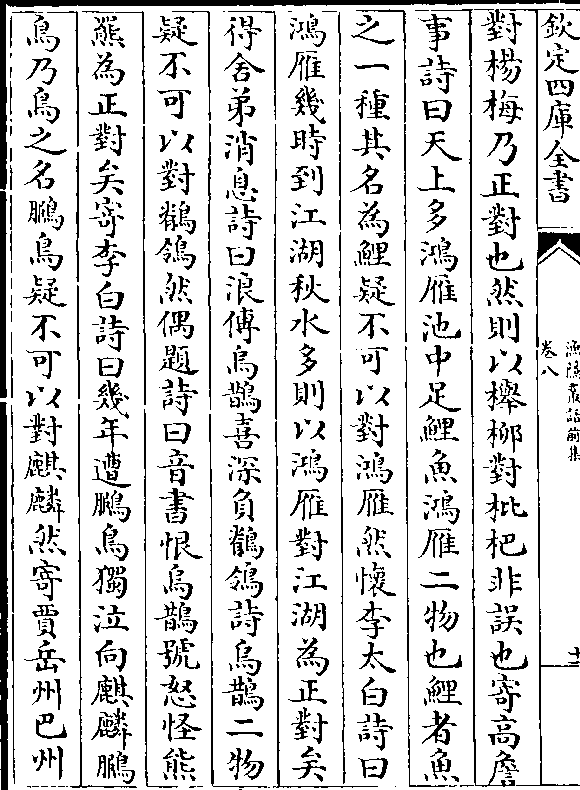 欽定四庫全書
漁隱叢話前集
卷八
十一
對楊梅乃正對也然則以櫸柳對枇杷非誤也寄高詹
事詩曰天上多鴻雁池中足鯉魚鴻雁二物也鯉者魚
之一種其名為鯉疑不可以對鴻雁然懷李太白詩曰
鴻雁幾時到江湖秋水多則以鴻雁對江湖為正對矣
得舍弟消息詩曰浪傳烏鵲喜深負鶺鴒詩烏鵲二物
疑不可以對鶺鴒然偶題詩曰音書恨烏鵲號怒怪熊
羆為正對矣寄李白詩曰幾年遭鵩鳥獨泣向麒麟鵩
鳥乃鳥之名鵩鳥疑不可以對麒麟然寄賈岳州巴州